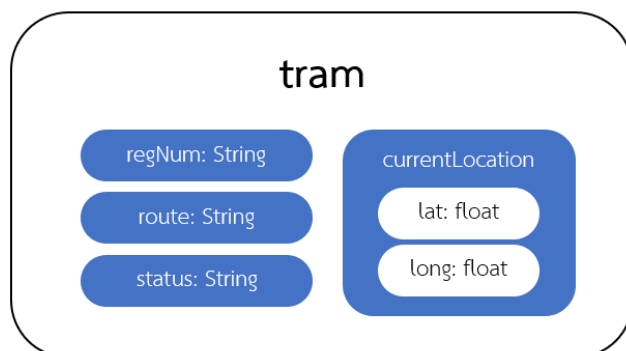 tram
regNum: String
route: String
status: String
currentLocation
lat: float
long: float